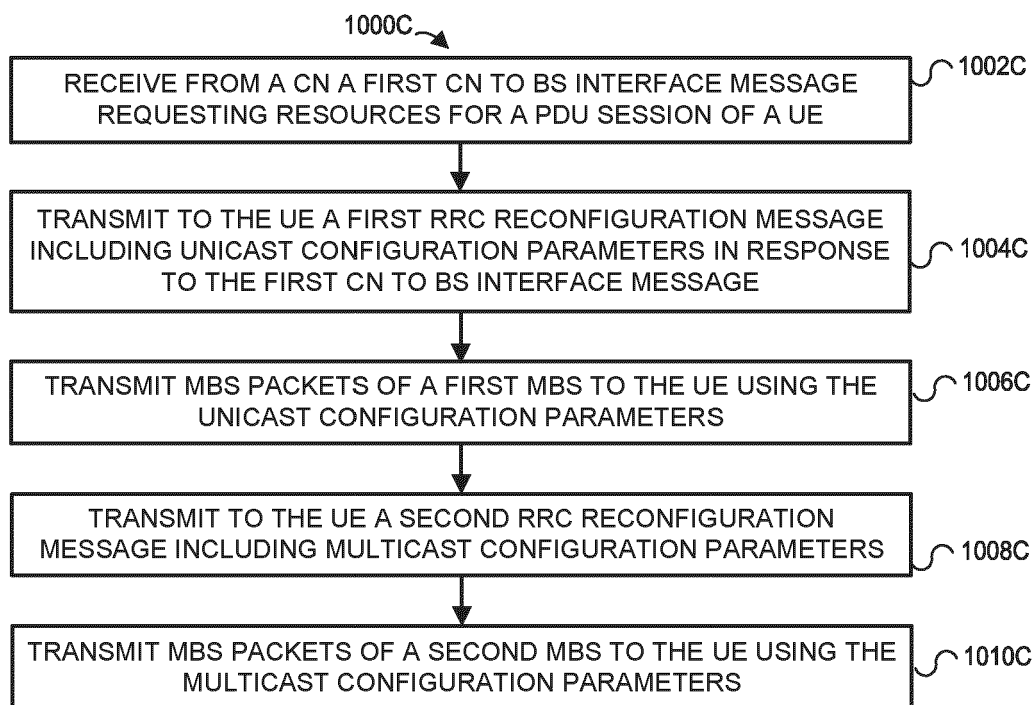 1000C
RECEIVE FROM A CN A FIRST CN TO BS INTERFACE MESSAGE
REQUESTING RESOURCES FOR A PDU SESSION OF A UE
1002C
TRANSMIT TO THE UE A FIRST RRC RECONFIGURATION MESSAGE
INCLUDING UNICAST CONFIGURATION PARAMETERS IN RESPONSE
TO THE FIRST CN TO BS INTERFACE MESSAGE
1004C
TRANSMIT MBS PACKETS OF A FIRST MBS TO THE UE USING THE
UNICAST CONFIGURATION PARAMETERS
1006C
TRANSMIT TO THE UE A SECOND RRC RECONFIGURATION
MESSAGE INCLUDING MULTICAST CONFIGURATION PARAMETERS
1008C
TRANSMIT MBS PACKETS OF A SECOND MBS TO THE UE USING THE
MULTICAST CONFIGURATION PARAMETERS
1010C